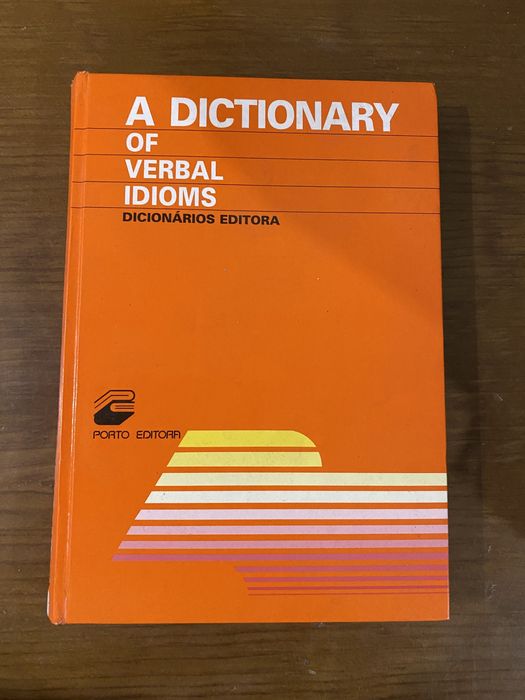 A DICTIONARY
OF
VERBAL
IDIOMS
DICIONÁRIOS EDITORA
PORTO EDITORA